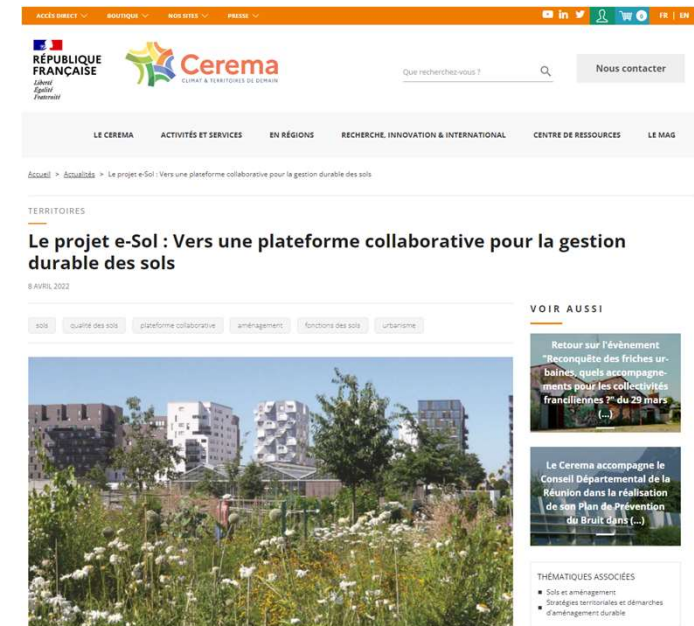 ACCÈS DIRECT BOUTIQUE NOS SITES PRESSE 0 FR | EN
RÉPUBLIQUE
FRANÇAISE
Liberté
Égalité
Fraternité
Cerema
CLIMAT & TERRITOIRES DE DEMAIN
Que recherchez-vous ?
Nous contacter
LE CEREMA ACTIVITÉS ET SERVICES EN RÉGIONS RECHERCHE, INNOVATION & INTERNATIONAL CENTRE DE RESSOURCES LE MAG
Accueil > Actualités > Le projet e-Sol : Vers une plateforme collaborative pour la gestion durable des sols
TERRITOIRES
Le projet e-Sol : Vers une plateforme collaborative pour la gestion
durable des sols
8 AVRIL 2022
sols qualité des sols plateforme collaborative aménagement fonctions des sols urbanisme
VOIR AUSSI
Retour sur l'évènement
"Reconquête des friches ur-
baines, quels accompagne-
ments pour les collectivités
franciliennes ?" du 29 mars
(...)
Le Cerema accompagne le
Conseil Départemental de la
Réunion dans la réalisation
de son Plan de Prévention
du Bruit dans (...)
THÉMATIQUES ASSOCIÉES
Sols et aménagement
Stratégies territoriales et démarches
d'aménagement durable